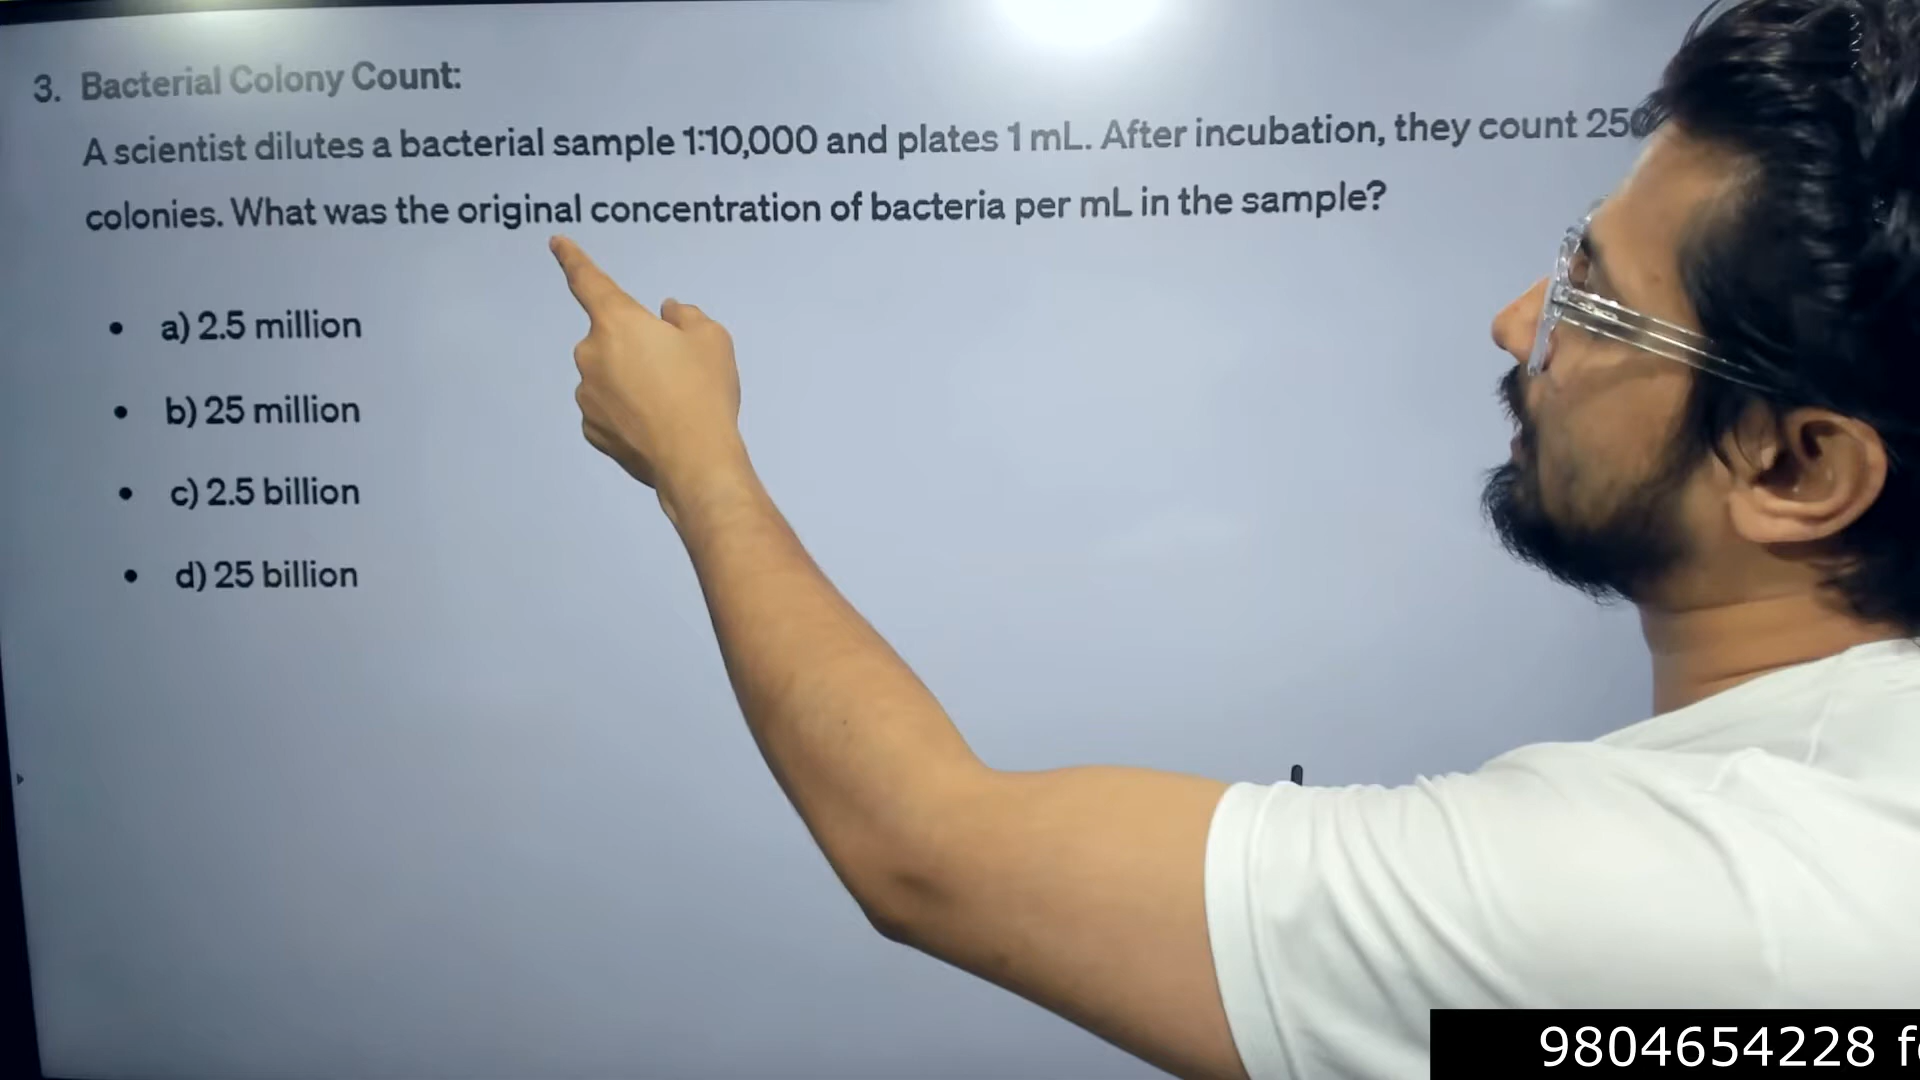 3. Bacterial Colony Count:
A scientist dilutes a bacterial sample 1:10,000 and plates 1 mL. After incubation, they count
colonies. What was the original concentration of bacteria per mL in the sample?
• a) 2.5 million
• b) 25 million
• c) 2.5 billion
• d) 25 billion
9804654228